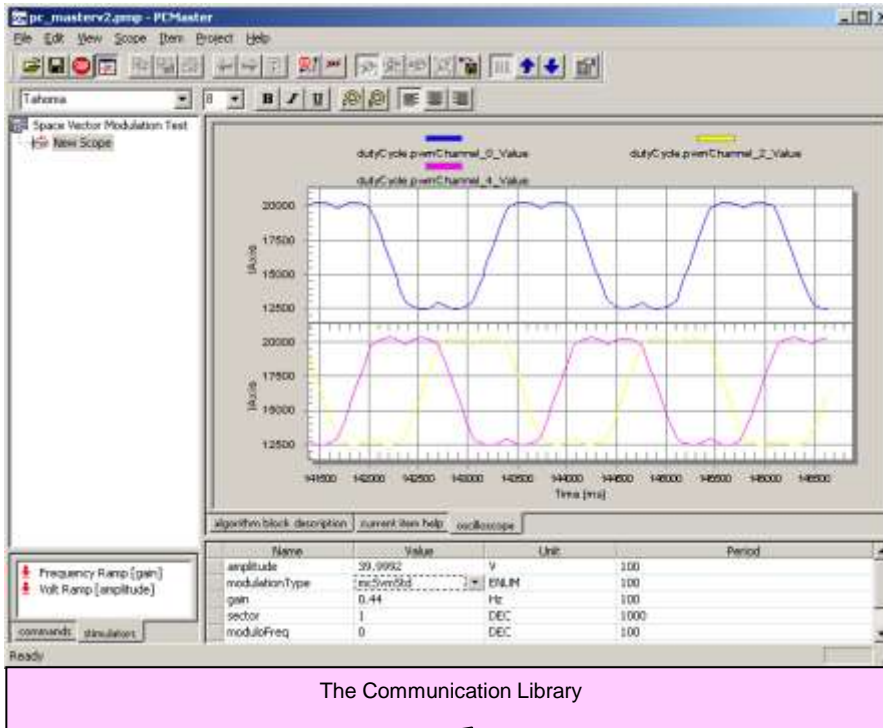 pc_masterv2.pmp - PCMaster
File Edit View Scope Item Project Help
Tahoma 8 B I U
Space Vector Modulation Test
New Scope
dutyCycle.pwmChannel_0_Value
dutyCycle.pwmChannel_2_Value
dutyCycle.pwmChannel_4_Value
20000
17500
15000
12500
20000
17500
15000
12500
141500 142000 142500 143000 143500 144000 144500 145000 145500 146000 146500
Time [ms]
algorithm block description current item help oscilloscope
Name Value Unit Period
amplitude 39.9992 V 100
modulationType mcSvmStd ENUM 100
gain 0.44 Hz 100
sector 1 DEC 1000
moduloFreq 0 DEC 100
Frequency Ramp [gain]
Volt Ramp [amplitude]
commands stimulators
Ready
The Communication Library